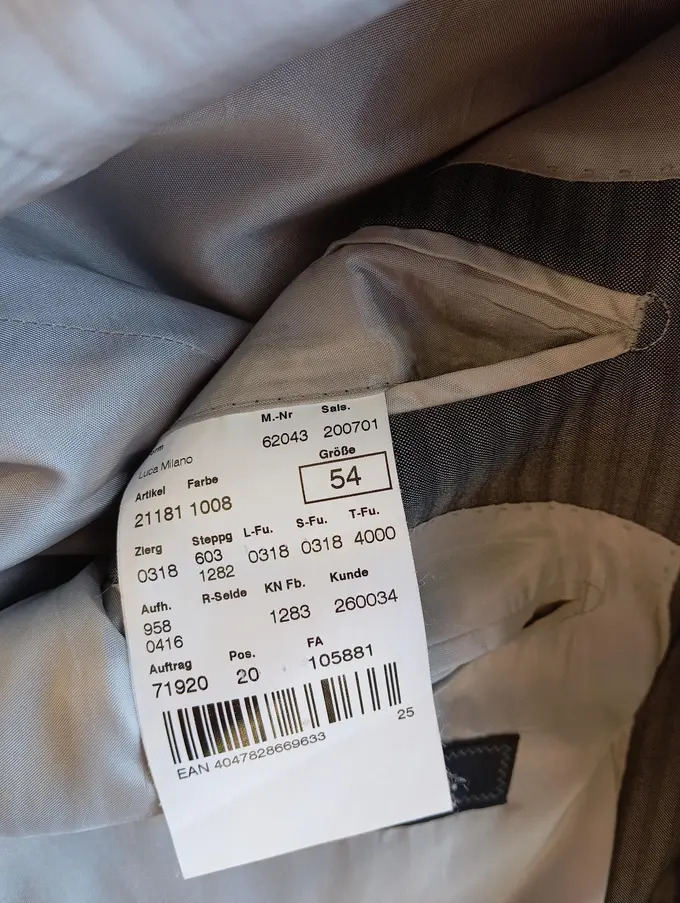 M.-Nr Sais.
62043 200701
Luca Milano
Größe
54
Artikel Farbe
21181 1008
Zierg Steppg L-Fu. S-Fu. T-Fu.
0318 603 0318 0318 4000
1282
Aufh. R-Seide KN Fb. Kunde
958 1283 260034
0416
Auftrag Pos. FA
71920 20 105881
25
EAN 4047828669633